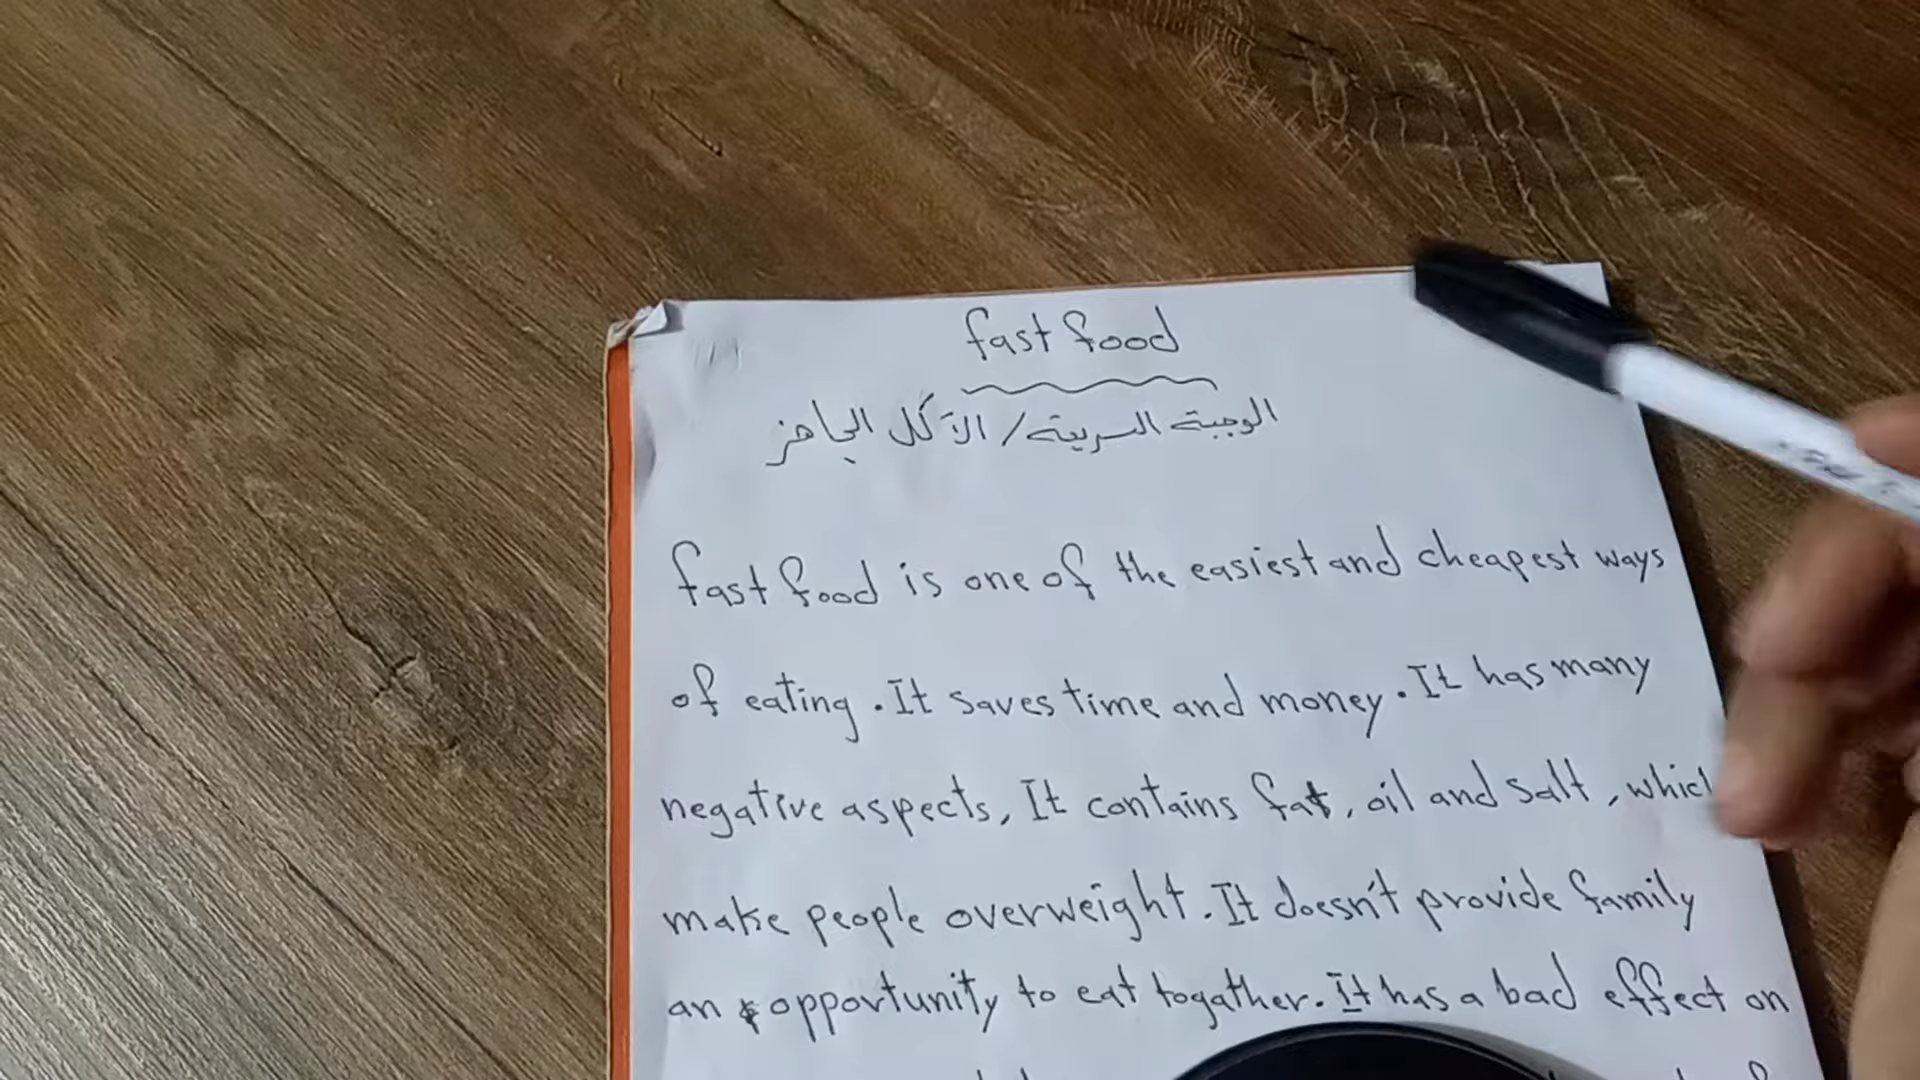 fast food
الوجبة السريعة / الآكل الجاهز
fast food is one of the easiest and cheapest ways
of eating. It saves time and money. It has many
negative aspects, It contains fat, oil and salt, which
make people overweight. It doesn't provide family
an opportunity to eat togather. It has a bad effect on